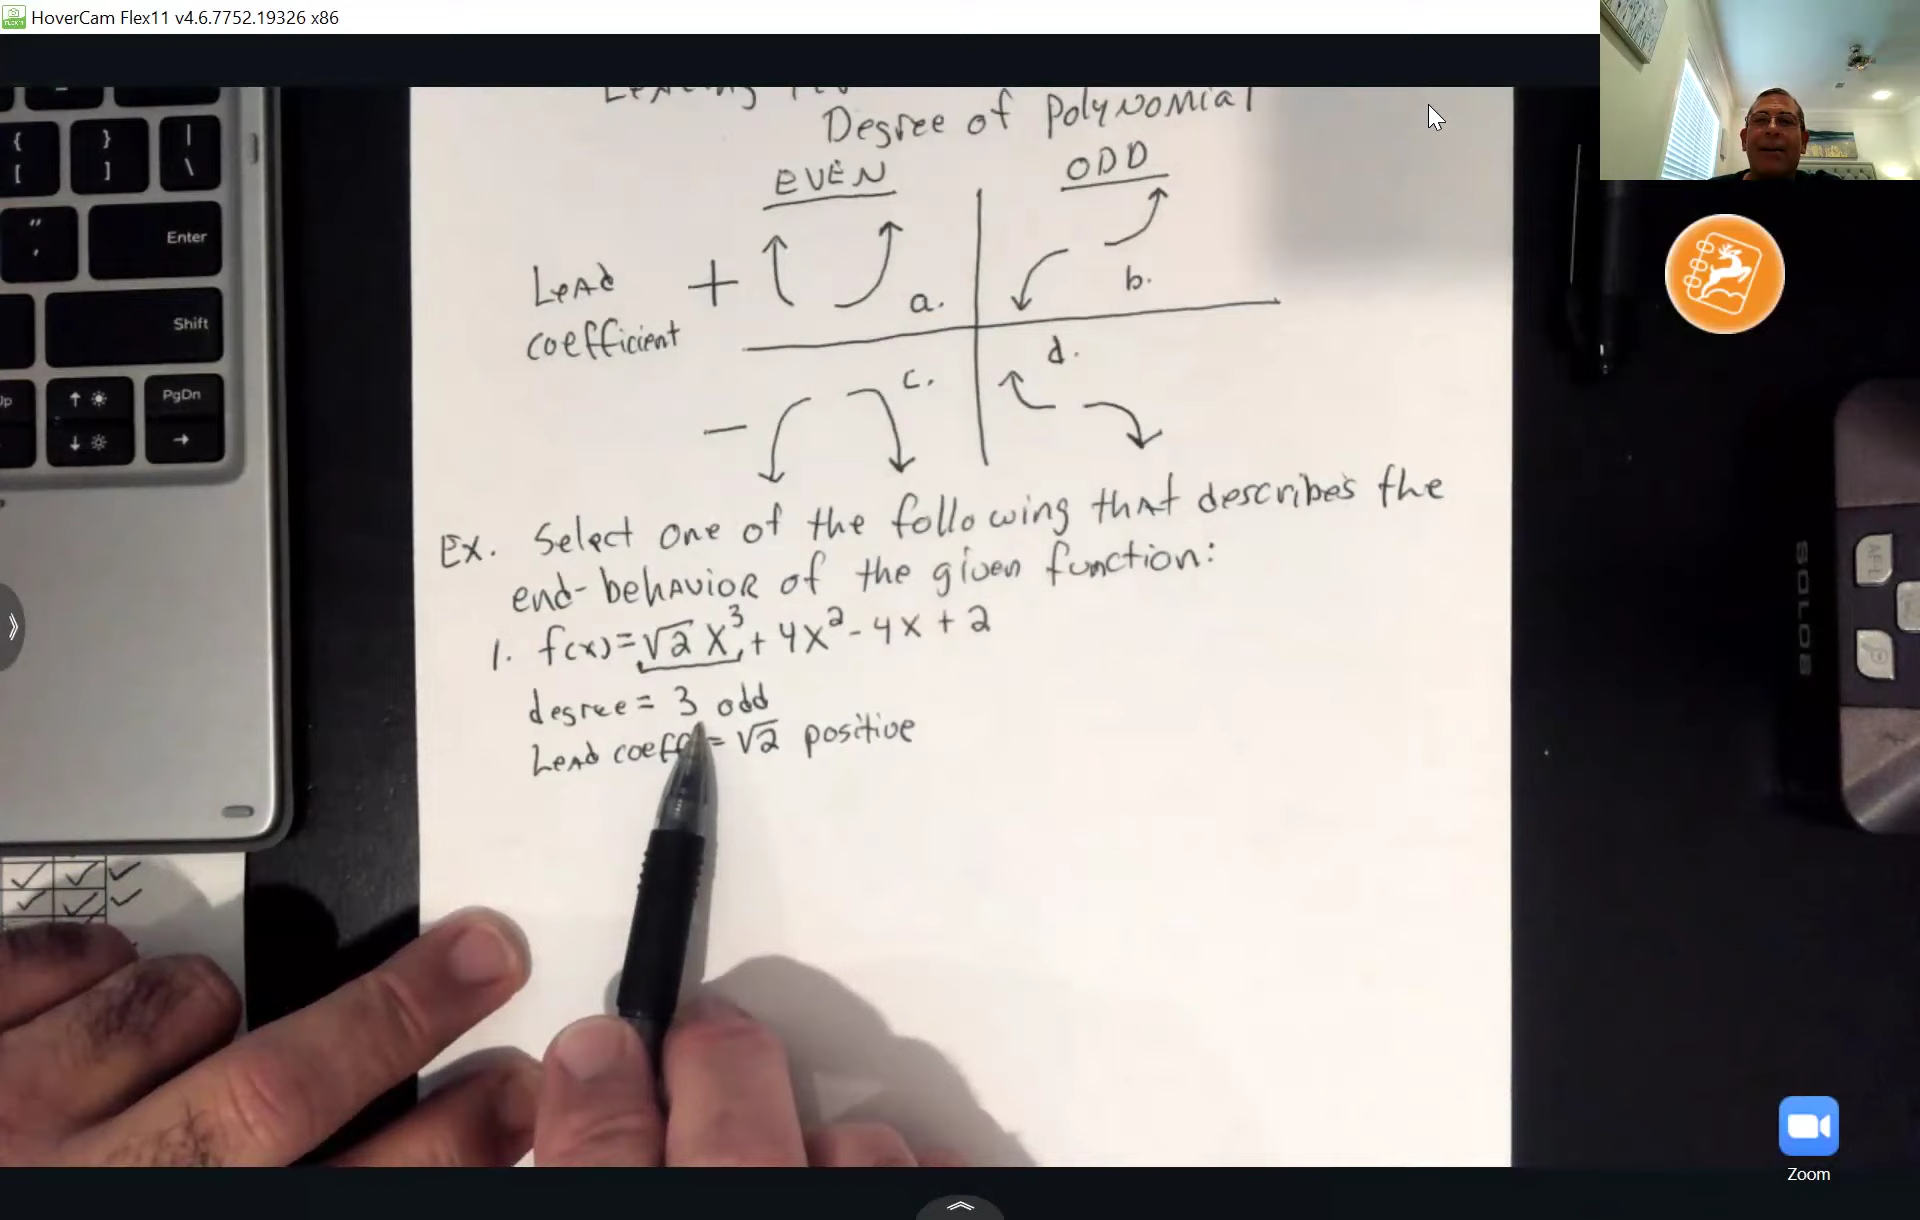 HoverCam Flex11 v4.6.7752.19326 x86
Degree of Polynomial
EVEN ODD
Lead
coefficient
+
a.
b.
c.
d.
−
Ex. Select one of the following that describes the
end-behavior of the given function:
1. f(x)=√2 x³ + 4x² - 4x + 2
degree = 3 odd
Lead coeff = √2 positive
{
[
}
]
|
\
"
'
Enter
Shift
PgDn
SOLOS
Zoom